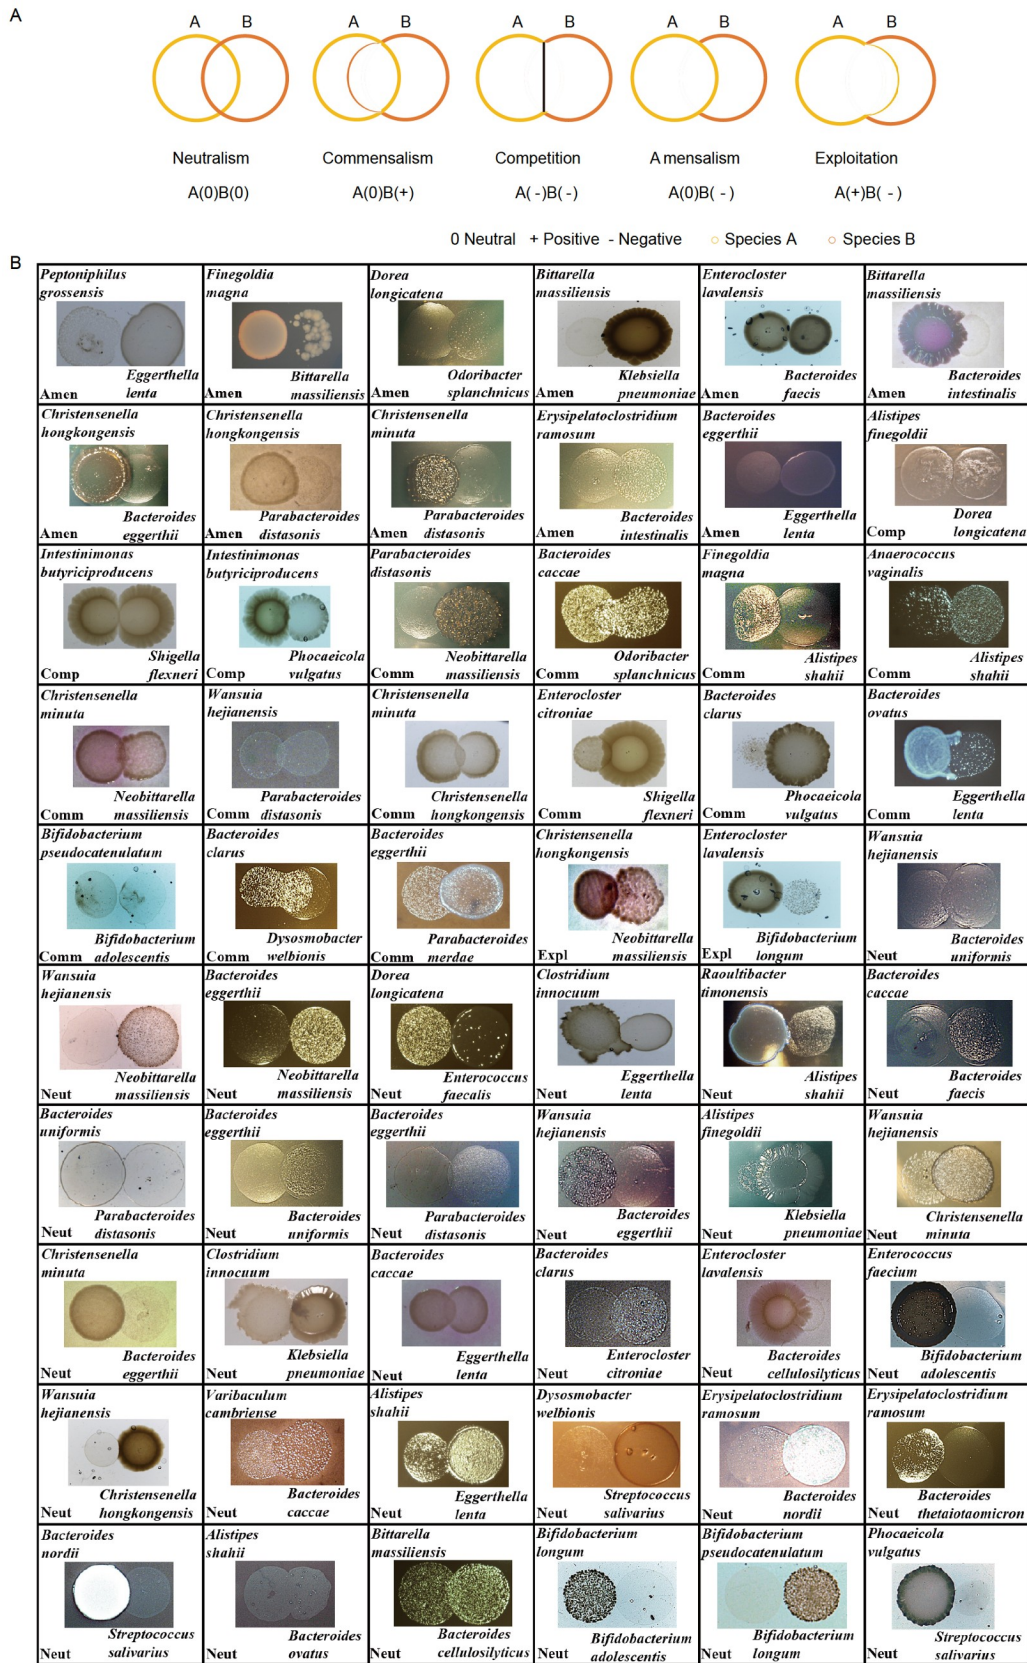 A
A B A B A B A B A B
Neutralism Commensalism Competition Amensalism Exploitation
A(0)B(0) A(0)B(+) A(-)B(-) A(0)B(-) A(+)B(-)
0 Neutral + Positive - Negative Species A Species B
B
Peptoniphilus
grossensis
Eggerthella
Amen lenta
Finegoldia
magna
Bittarella
Amen massiliensis
Dorea
longicatena
Odoribacter
Amen splanchnicus
Bittarella
massiliensis
Klebsiella
Amen pneumoniae
Enterocloster
lavalensis
Bacteroides
Amen faecis
Bittarella
massiliensis
Bacteroides
Amen intestinalis
Christensenella
hongkongensis
Bacteroides
Amen eggerthii
Christensenella
hongkongensis
Parabacteroides
Amen distasonis
Christensenella
minuta
Parabacteroides
Amen distasonis
Erysipelatoclostridium
ramosum
Bacteroides
Amen intestinalis
Bacteroides
eggerthii
Eggerthella
Amen lenta
Alistipes
finegoldii
Dorea
Comp longicatena
Intestinimonas
butyriciproducens
Shigella
Comp flexneri
Intestinimonas
butyriciproducens
Phocaeicola
Comp vulgatus
Parabacteroides
distasonis
Neobittarella
Comm massiliensis
Bacteroides
caccae
Odoribacter
Comm splanchnicus
Finegoldia
magna
Alistipes
Comm shahii
Anaerococcus
vaginalis
Alistipes
Comm shahii
Christensenella
minuta
Neobittarella
Comm massiliensis
Wansuia
hejianensis
Parabacteroides
Comm distasonis
Christensenella
minuta
Christensenella
Comm hongkongensis
Enterocloster
citroniae
Shigella
Comm flexneri
Bacteroides
clarus
Phocaeicola
Comm vulgatus
Bacteroides
ovatus
Eggerthella
Comm lenta
Bifidobacterium
pseudocatenulatum
Bifidobacterium
Comm adolescentis
Bacteroides
clarus
Dysosmobacter
Comm welbionis
Bacteroides
eggerthii
Parabacteroides
Comm merdae
Christensenella
hongkongensis
Neobittarella
Expl massiliensis
Enterocloster
lavalensis
Bifidobacterium
Expl longum
Wansuia
hejianensis
Bacteroides
Neut uniformis
Wansuia
hejianensis
Neobittarella
Neut massiliensis
Bacteroides
eggerthii
Neobittarella
Neut massiliensis
Dorea
longicatena
Enterococcus
Neut faecalis
Clostridium
innocuum
Eggerthella
Neut lenta
Raoultibacter
timonensis
Alistipes
Neut shahii
Bacteroides
caccae
Bacteroides
Neut faecis
Bacteroides
uniformis
Parabacteroides
Neut distasonis
Bacteroides
eggerthii
Bacteroides
Neut uniformis
Bacteroides
eggerthii
Parabacteroides
Neut distasonis
Wansuia
hejianensis
Bacteroides
Neut eggerthii
Alistipes
finegoldii
Klebsiella
Neut pneumoniae
Wansuia
hejianensis
Christensenella
Neut minuta
Christensenella
minuta
Bacteroides
Neut eggerthii
Clostridium
innocuum
Klebsiella
Neut pneumoniae
Bacteroides
caccae
Eggerthella
Neut lenta
Bacteroides
clarus
Enterocloster
Neut citroniae
Enterocloster
lavalensis
Bacteroides
Neut cellulosilyticus
Enterococcus
faecium
Bifidobacterium
Neut adolescentis
Wansuia
hejianensis
Christensenella
Neut hongkongensis
Varibaculum
cambriense
Bacteroides
Neut caccae
Alistipes
shahii
Eggerthella
Neut lenta
Dysosmobacter
welbionis
Streptococcus
Neut salivarius
Erysipelatoclostridium
ramosum
Bacteroides
Neut nordii
Erysipelatoclostridium
ramosum
Bacteroides
Neut thetaiotaomicron
Bacteroides
nordii
Streptococcus
Neut salivarius
Alistipes
shahii
Bacteroides
Neut ovatus
Bittarella
massiliensis
Bacteroides
Neut cellulosilyticus
Bifidobacterium
longum
Bifidobacterium
Neut adolescentis
Bifidobacterium
pseudocatenulatum
Bifidobacterium
Neut longum
Phocaeicola
vulgatus
Streptococcus
Neut salivarius